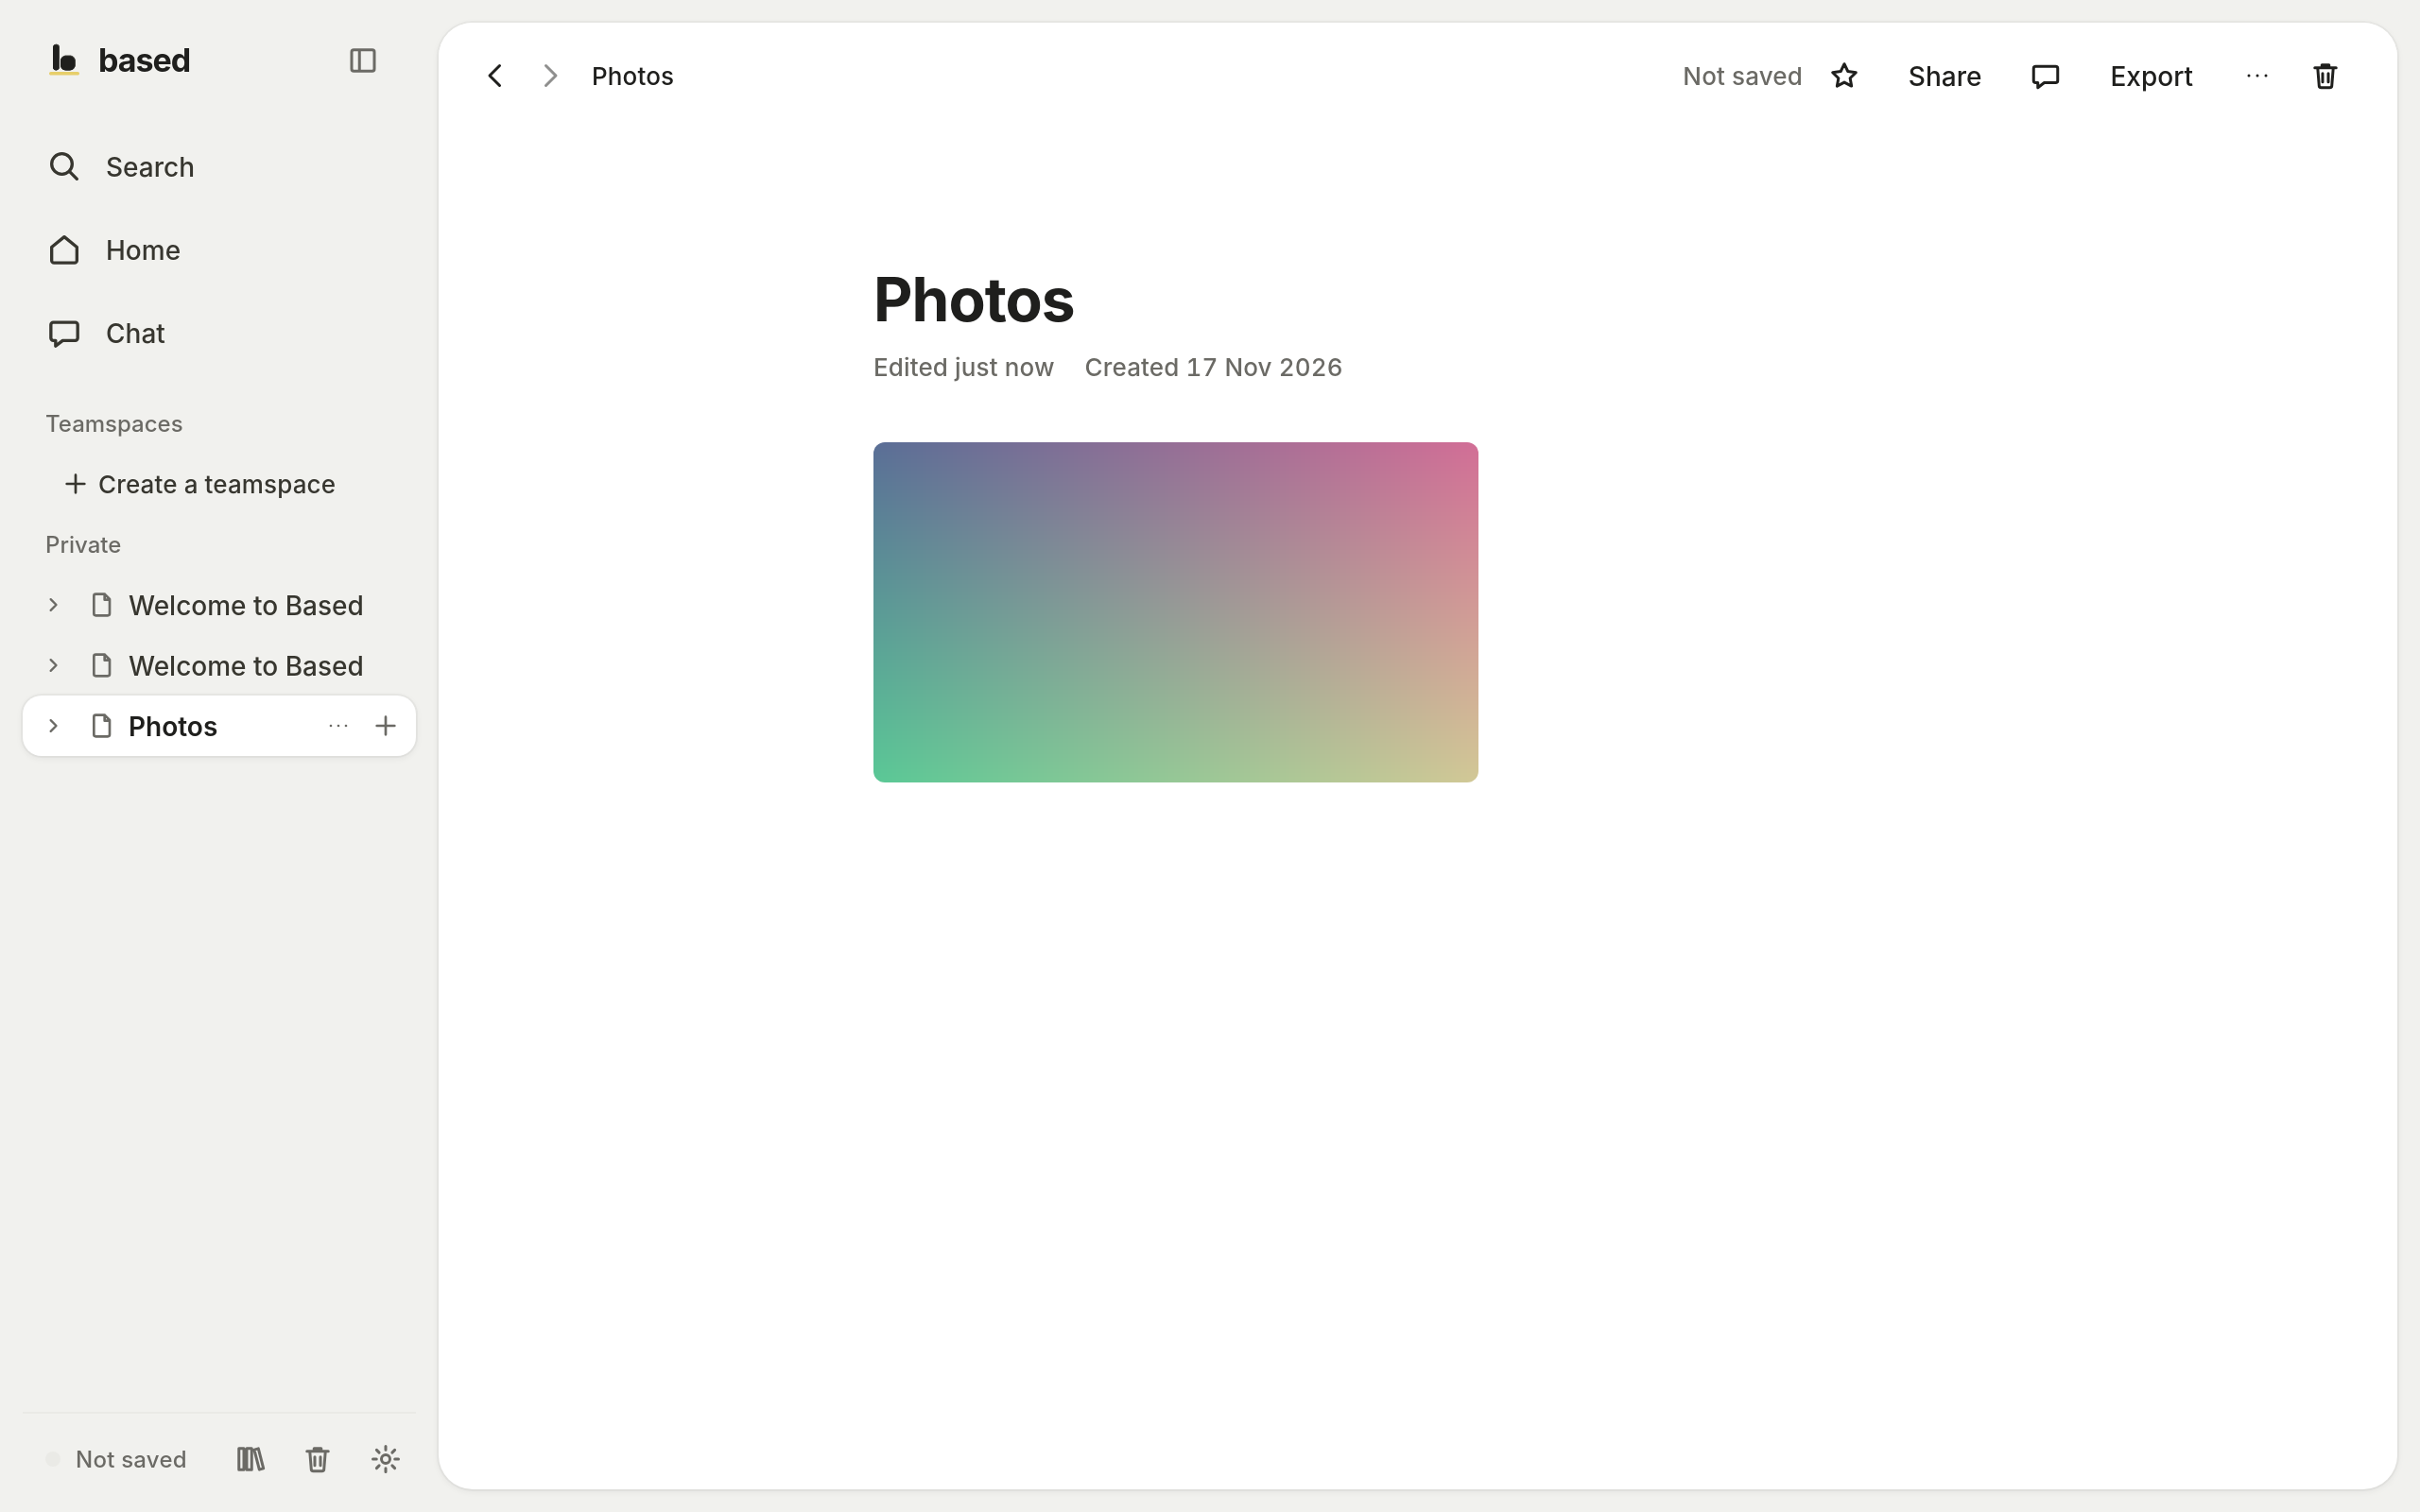 based
Search
Home
Chat
Teamspaces
Create a teamspace
Private
Welcome to Based
Welcome to Based
Photos
Not saved
Photos
Not saved
Share
Export
Photos
Edited just now
Created 17 Nov 2026